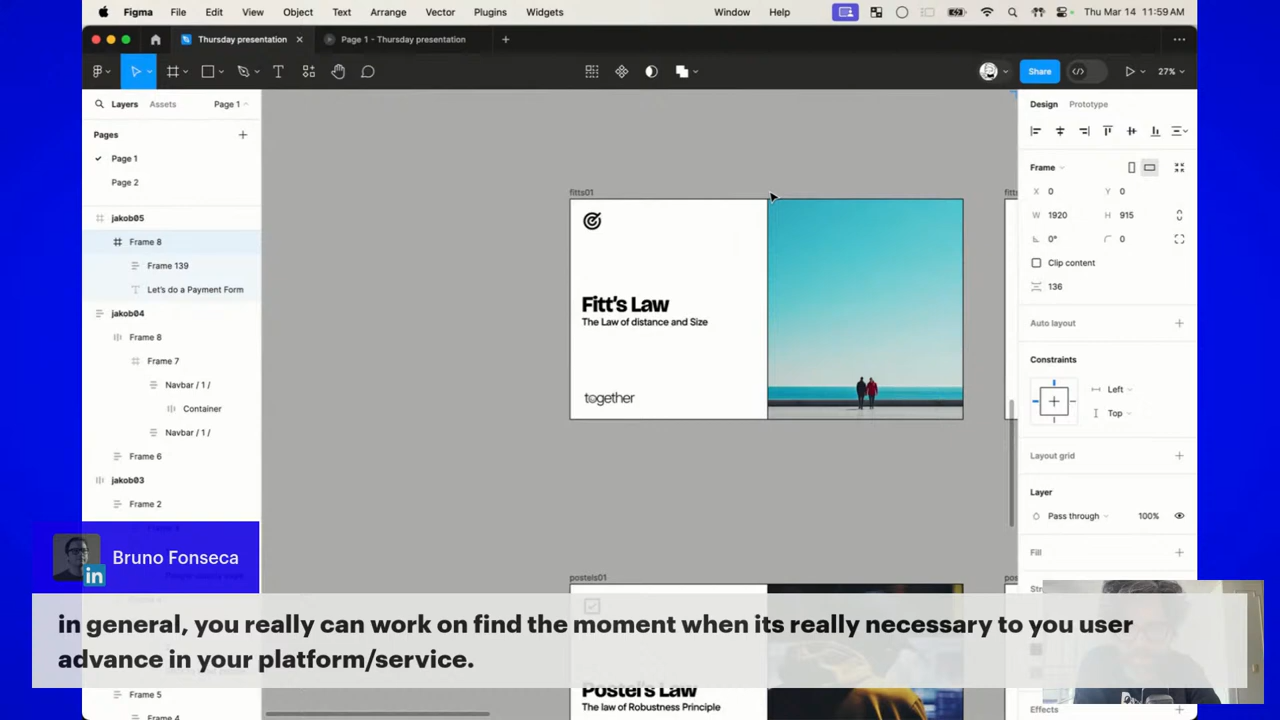 Figma File Edit View Object Text Arrange Vector Plugins Widgets Window Help Thu Mar 14 11:59 AM
Thursday presentation Page 1 - Thursday presentation
Share 27%
Layers Assets Page 1
Pages
Page 1
Page 2
jakob05
Frame 8
Frame 139
Let's do a Payment Form
jakob04
Frame 8
Frame 7
Navbar / 1 /
Container
Navbar / 1 /
Frame 6
jakob03
Frame 2
Frame 5
Frame 4
fitts01
Fitt's Law
The Law of distance and Size
together
fitts
postels01
pos
Postel's Law
The law of Robustness Principle
Design Prototype
Frame
X 0 Y 0
W 1920 H 915
0° 0
Clip content
136
Auto layout
Constraints
Left
Top
Layout grid
Layer
Pass through 100%
Fill
Effects
Bruno Fonseca
in
in general, you really can work on find the moment when its really necessary to you user
advance in your platform/service.